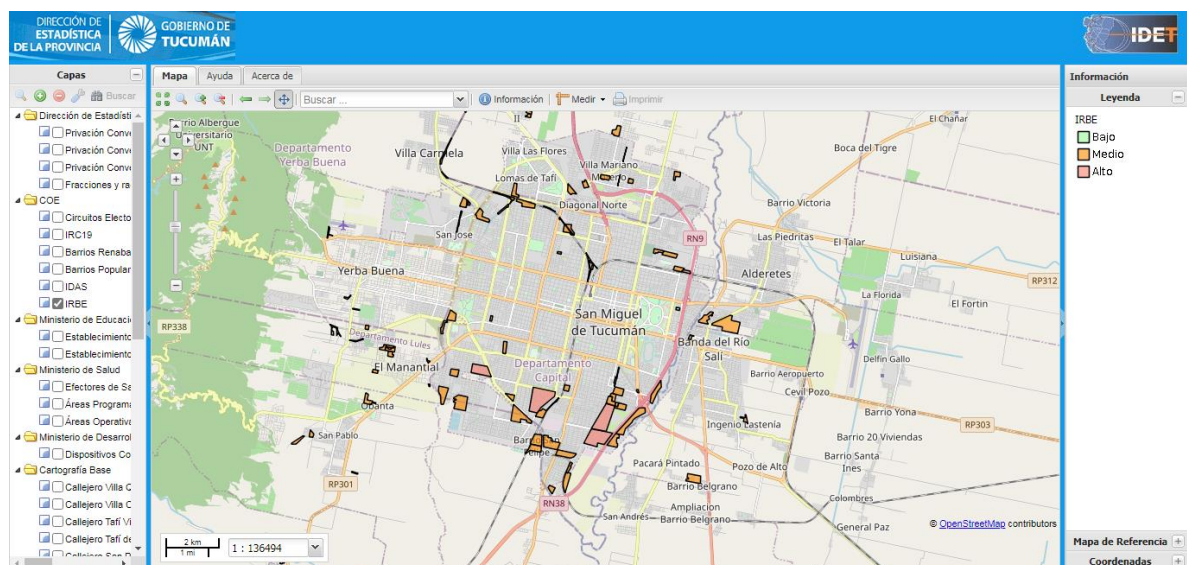 DIRECCIÓN DE
ESTADÍSTICA
DE LA PROVINCIA
GOBIERNO DE
TUCUMÁN
IDET
Capas
Buscar
Dirección de Estadísti
Privación Conve
Privación Conve
Privación Conve
Fracciones y ra
COE
Circuitos Electo
IRC19
Barrios Renaba
Barrios Popular
IDAS
IRBE
Ministerio de Educaci
Establecimiento
Establecimiento
Ministerio de Salud
Efectores de Sa
Áreas Programa
Áreas Operativa
Ministerio de Desarrol
Dispositivos Co
Cartografía Base
Callejero Villa
Callejero Villa
Callejero Tafí Vi
Callejero Tafí de
Mapa Ayuda Acerca de
Buscar ... Información Medir Imprimir
Barrio Albergue
Universitario
UNT
Departamento
Yerba Buena
Villa Carmela
Villa Las Flores
Villa Mariano
Moreno
Lomas de Tafí
Diagonal Norte
El Chañar
Boca del Tigre
Barrio Victoria
San Jose
RN9
Las Piedritas
El Talar
Luisiana
Yerba Buena
Alderetes
RP312
La Florida
El Fortin
San Miguel
de Tucumán
RP338
Departamento Lules
Banda del Río
Salí
Delfin Gallo
El Manantial
Departamento
Capital
Barrio Aeropuerto
Cevil Pozo
Obanta
Barrio Yona
San Pablo
Ingenio Lastenia
RP303
Barrio San
Felipe
Barrio 20 Viviendas
Pacará Pintado
Pozo de Alto
Barrio Santa
Ines
RP301
Barrio Belgrano
RN38
Colombres
Ampliacion
Barrio Belgrano
San Andrés
General Paz
© OpenStreetMap contributors
2 km
1 mi
1 : 136494
Información
Leyenda
IRBE
Bajo
Medio
Alto
Mapa de Referencia
Coordenadas